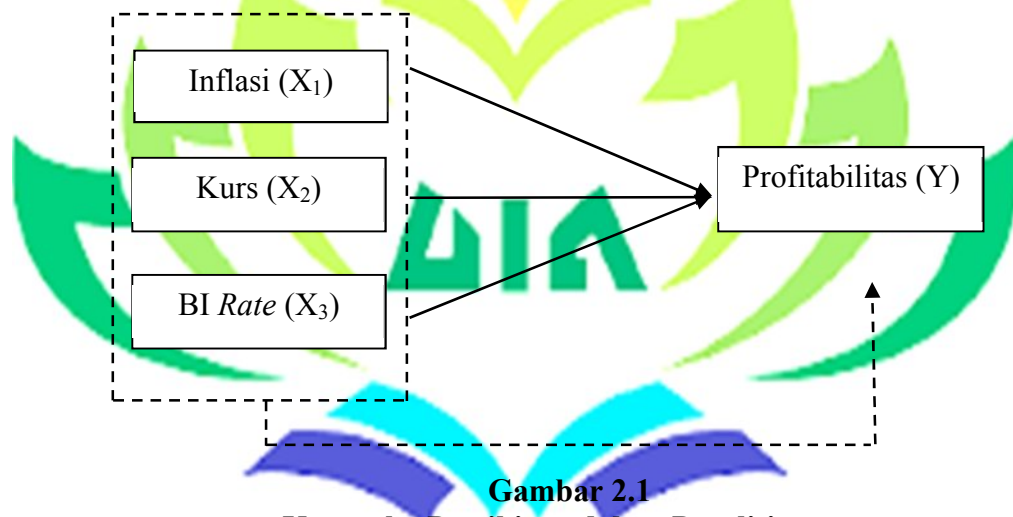 Inflasi (X₁)
Kurs (X₂)
BI Rate (X₃)
Profitabilitas (Y)
Gambar 2.1